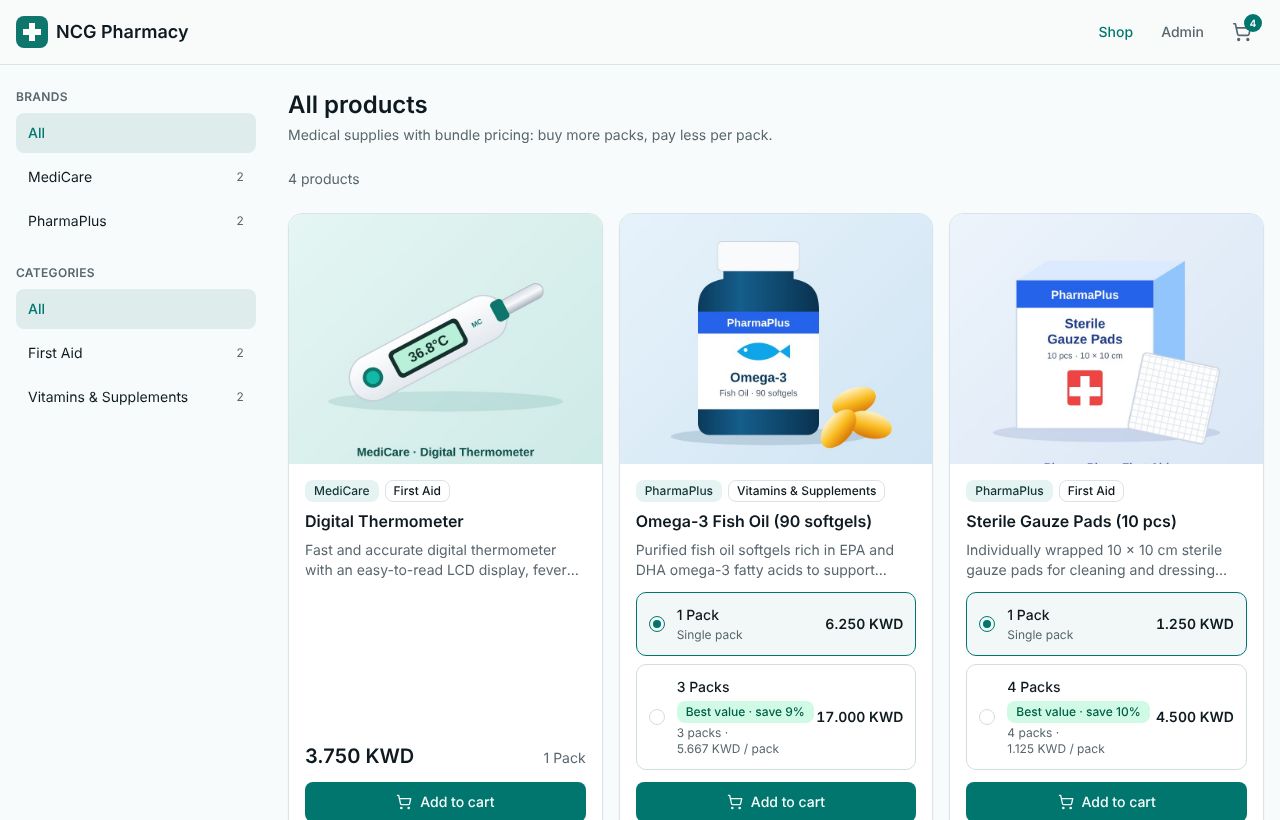 NCG Pharmacy
Shop
Admin
4
BRANDS
All
MediCare 2
PharmaPlus 2
CATEGORIES
All
First Aid 2
Vitamins & Supplements 2
All products
Medical supplies with bundle pricing: buy more packs, pay less per pack.
4 products
36.8°C
MC
MediCare · Digital Thermometer
MediCare
First Aid
Digital Thermometer
Fast and accurate digital thermometer
with an easy-to-read LCD display, fever...
3.750 KWD
1 Pack
Add to cart
PharmaPlus
Omega-3
Fish Oil · 90 softgels
PharmaPlus
Vitamins & Supplements
Omega-3 Fish Oil (90 softgels)
Purified fish oil softgels rich in EPA and
DHA omega-3 fatty acids to support...
1 Pack
Single pack
6.250 KWD
3 Packs
Best value · save 9%
3 packs ·
5.667 KWD / pack
17.000 KWD
Add to cart
PharmaPlus
Sterile
Gauze Pads
10 pcs · 10 × 10 cm
PharmaPlus
First Aid
Sterile Gauze Pads (10 pcs)
Individually wrapped 10 × 10 cm sterile
gauze pads for cleaning and dressing...
1 Pack
Single pack
1.250 KWD
4 Packs
Best value · save 10%
4 packs ·
1.125 KWD / pack
4.500 KWD
Add to cart